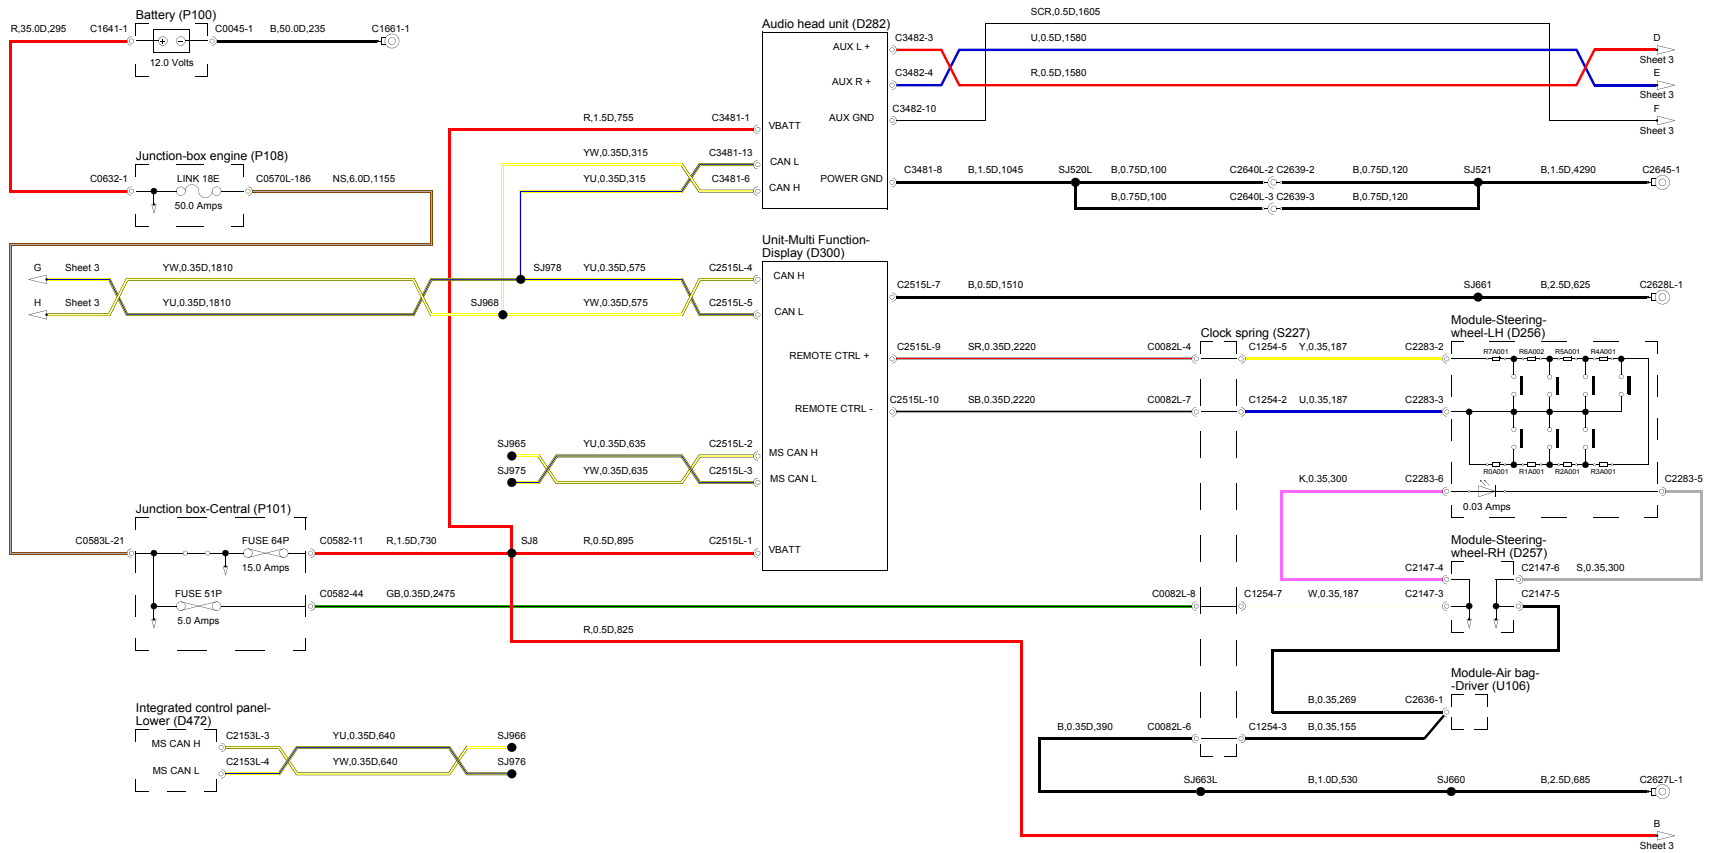 Battery (P100)
R,35.0D,295
C1641-1
C0045-1
B,50.0D,235
C1661-1
12.0 Volts
Audio head unit (D282)
SCR,0.5D,1605
AUX L +
C3482-3
U,0.5D,1580
D
Sheet 3
AUX R +
C3482-4
R,0.5D,1580
E
Sheet 3
AUX GND
C3482-10
F
Sheet 3
R,1.5D,755
C3481-1
VBATT
Junction-box engine (P108)
YW,0.35D,315
C3481-13
CAN L
C0632-1
LINK 18E
C0570L-186
NS,6.0D,1155
50.0 Amps
YU,0.35D,315
C3481-6
CAN H
POWER GND
C3481-8
B,1.5D,1045
SJ520L
B,0.75D,100
C2640L-2
C2639-2
B,0.75D,120
SJ521
B,1.5D,4290
C2645-1
B,0.75D,100
C2640L-3
C2639-3
B,0.75D,120
Unit-Multi Function-
Display (D300)
G
Sheet 3
YW,0.35D,1810
SJ978
YU,0.35D,575
C2515L-4
CAN H
H
Sheet 3
YU,0.35D,1810
SJ968
YW,0.35D,575
C2515L-5
CAN L
C2515L-7
B,0.5D,1510
SJ661
B,2.5D,625
C2628L-1
Clock spring (S227)
Module-Steering-
wheel-LH (D256)
REMOTE CTRL +
C2515L-9
SR,0.35D,2220
C0082L-4
C1254-5
Y,0.35,187
C2283-2
R7A001
R6A002
R5A001
R4A001
REMOTE CTRL -
C2515L-10
SB,0.35D,2220
C0082L-7
C1254-2
U,0.35,187
C2283-3
SJ965
YU,0.35D,635
C2515L-2
MS CAN H
SJ975
YW,0.35D,635
C2515L-3
MS CAN L
R0A001
R1A001
R2A001
R3A001
K,0.35,300
C2283-6
C2283-5
0.03 Amps
Junction box-Central (P101)
C0583L-21
FUSE 64P
C0582-11
R,1.5D,730
SJ8
R,0.5D,895
C2515L-1
VBATT
15.0 Amps
Module-Steering-
wheel-RH (D257)
C2147-4
C2147-6
S,0.35,300
FUSE 51P
C0582-44
GB,0.35D,2475
C0082L-8
C1254-7
W,0.35,187
C2147-3
C2147-5
5.0 Amps
R,0.5D,825
Module-Air bag-
-Driver (U106)
B,0.35,269
C2636-1
Integrated control panel-
Lower (D472)
MS CAN H
C2153L-3
YU,0.35D,640
SJ966
MS CAN L
C2153L-4
YW,0.35D,640
SJ976
B,0.35D,390
C0082L-6
C1254-3
B,0.35,155
SJ663L
B,1.0D,530
SJ660
B,2.5D,685
C2627L-1
B
Sheet 3